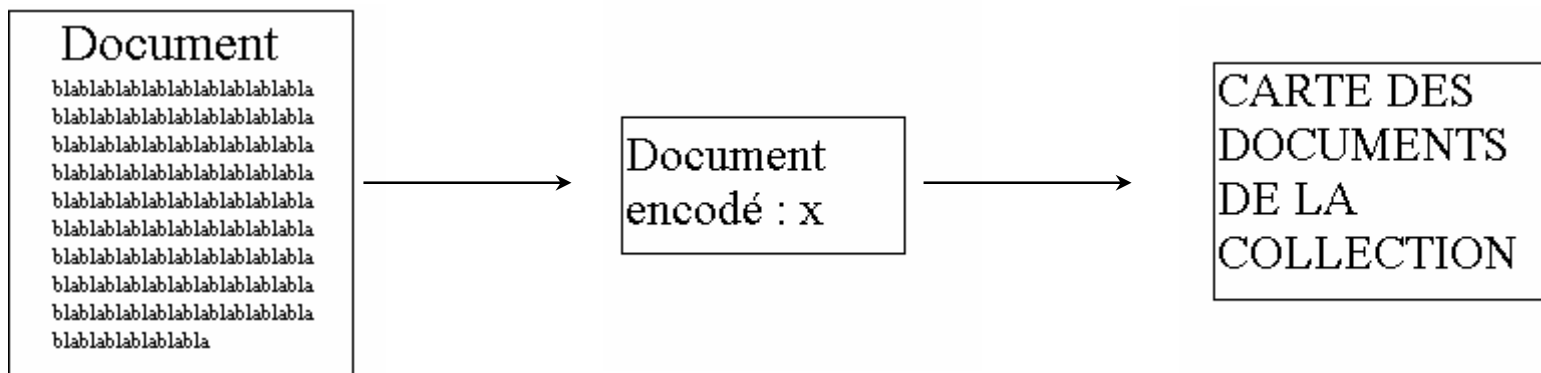 Document
blablablablablablablablablabla
blablablablablablablablablabla
blablablablablablablablablabla
blablablablablablablablablabla
blablablablablablablablablabla
blablablablablablablablablabla
blablablablablablablablablabla
blablablablablablablablablabla
blablablablablablablablablabla
blablablablablabla
Document
encodé : x
CARTE DES
DOCUMENTS
DE LA
COLLECTION